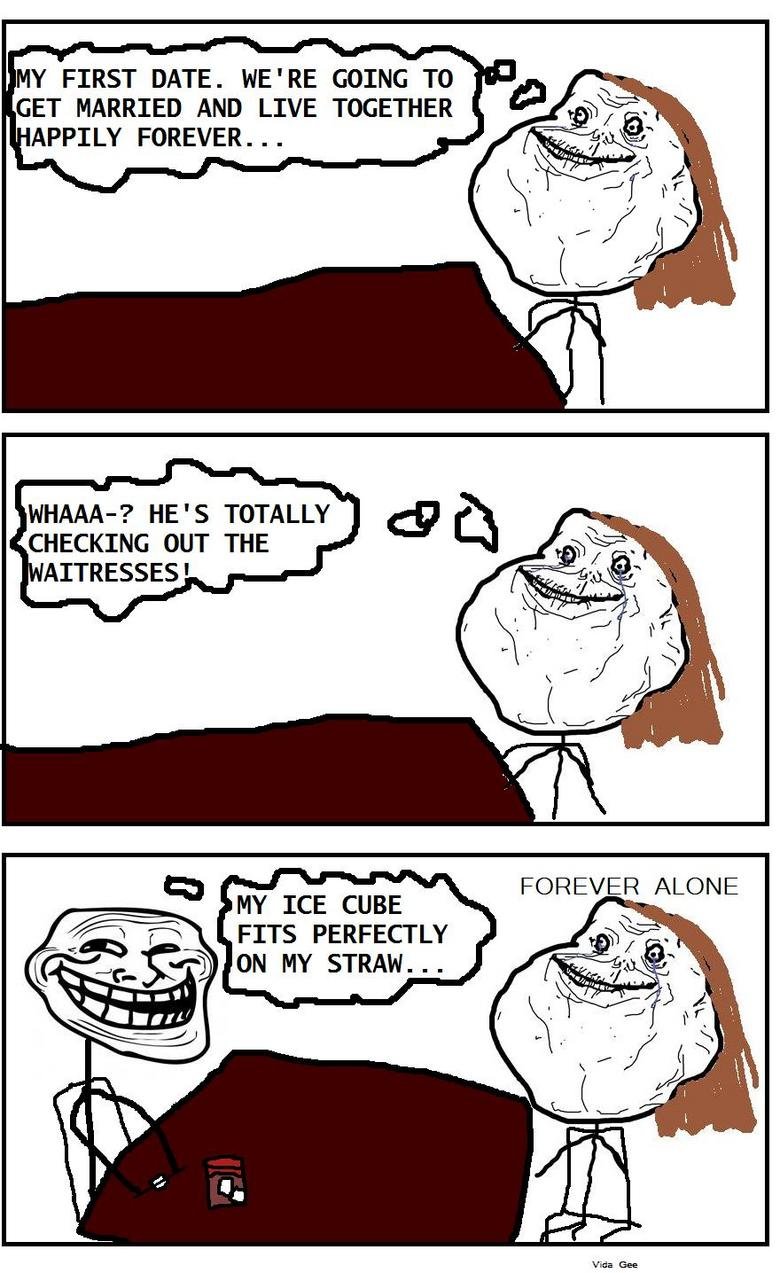 MY FIRST DATE. WE'RE GOING TO
GET MARRIED AND LIVE TOGETHER
HAPPILY FOREVER...
WHAAA-? HE'S TOTALLY
CHECKING OUT THE
WAITRESSES!
FOREVER ALONE
MY ICE CUBE
FITS PERFECTLY
ON MY STRAW...
Vida Gee